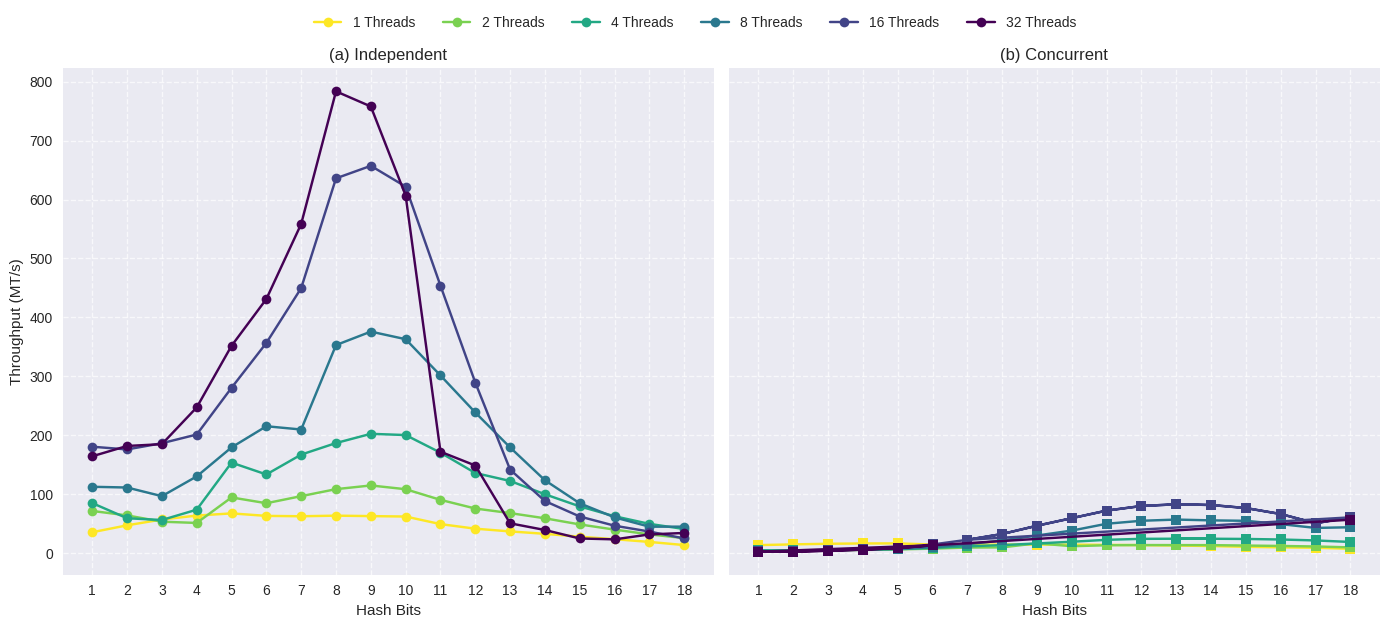 1 Threads 2 Threads 4 Threads 8 Threads 16 Threads 32 Threads
(a) Independent
(b) Concurrent
Throughput (MT/s)
800
700
600
500
400
300
200
100
0
1 2 3 4 5 6 7 8 9 10 11 12 13 14 15 16 17 18
Hash Bits
1 2 3 4 5 6 7 8 9 10 11 12 13 14 15 16 17 18
Hash Bits